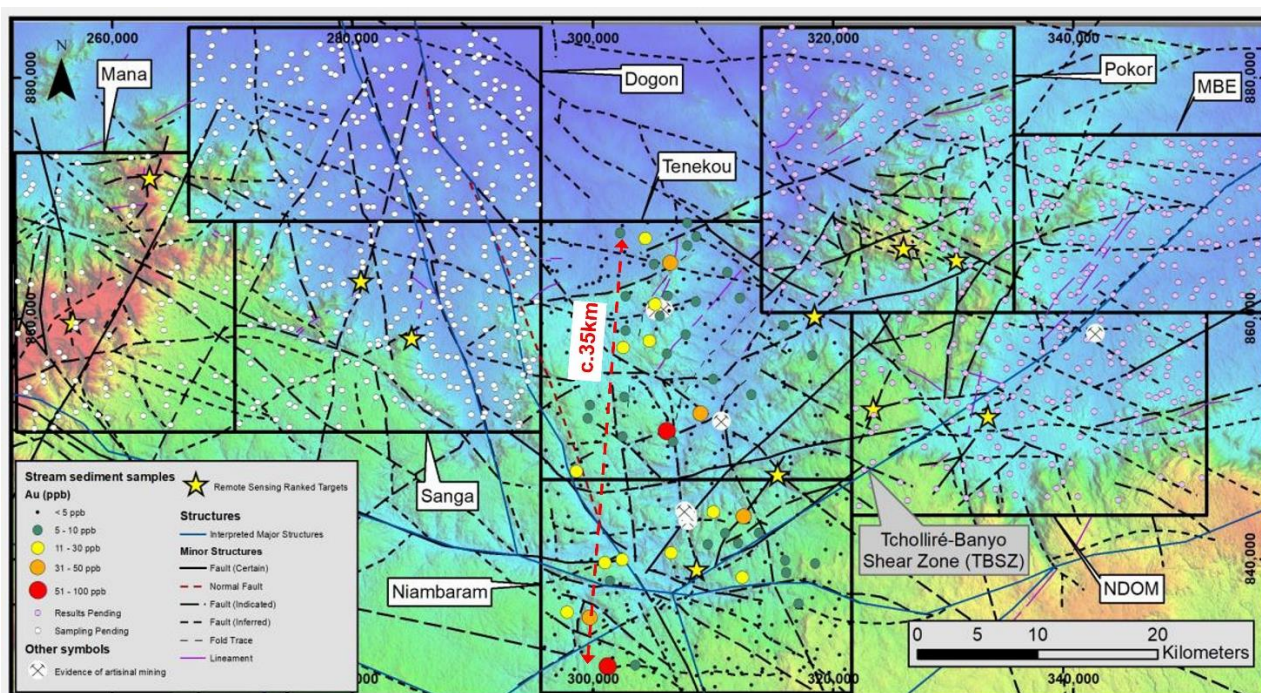 260,000
280,000
300,000
320,000
340,000
N
880,000
880,000
Mana
Dogon
Pokor
MBE
Tenekou
860,000
860,000
c.35km
Sanga
Niambaram
Tcholliré-Banyo
Shear Zone (TBSZ)
NDOM
840,000
Stream sediment samples
Au (ppb)
< 5 ppb
5 - 10 ppb
11 - 30 ppb
31 - 50 ppb
51 - 100 ppb
Results Pending
Sampling Pending
Other symbols
Evidence of artisinal mining
Remote Sensing Ranked Targets
Structures
Interpreted Major Structures
Minor Structures
Fault (Certain)
Normal Fault
Fault (Indicated)
Fault (Inferred)
Fold Trace
Lineament
0 5 10 20
Kilometers
300,000
320,000
340,000